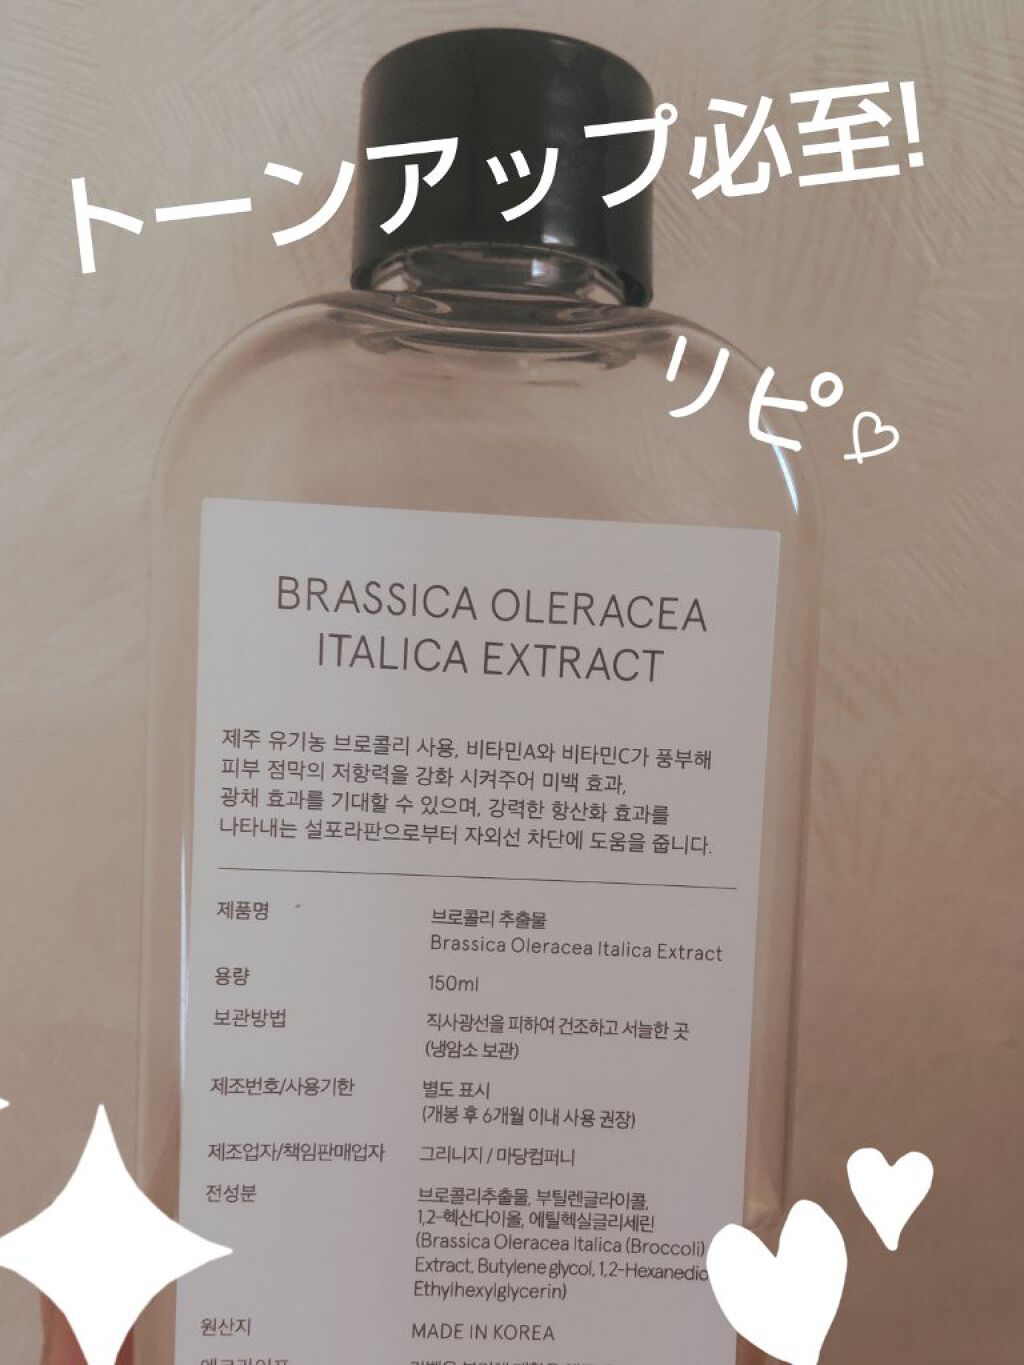 トーンアップ必至!
リピ♡
BRASSICA OLERACEA
ITALICA EXTRACT
제주 유기농 브로콜리 사용, 비타민A와 비타민C가 풍부해
피부 점막의 저항력을 강화 시켜주어 미백 효과,
광채 효과를 기대할 수 있으며, 강력한 항산화 효과를
나타내는 설포라판으로부터 자외선 차단에 도움을 줍니다.
제품명 브로콜리 추출물
Brassica Oleracea Italica Extract
용량 150ml
보관방법 직사광선을 피하여 건조하고 서늘한 곳
(냉암소 보관)
제조번호/사용기한 별도 표시
(개봉 후 6개월 이내 사용 권장)
제조업자/책임판매업자 그리니지 / 마당컴퍼니
전성분 브로콜리추출물, 부틸렌글라이콜,
1,2-헥산다이올, 에틸헥실글리세린
(Brassica Oleracea Italica (Broccoli)
Extract, Butylene glycol, 1,2-Hexanedio
Ethylhexylglycerin)
원산지 MADE IN KOREA